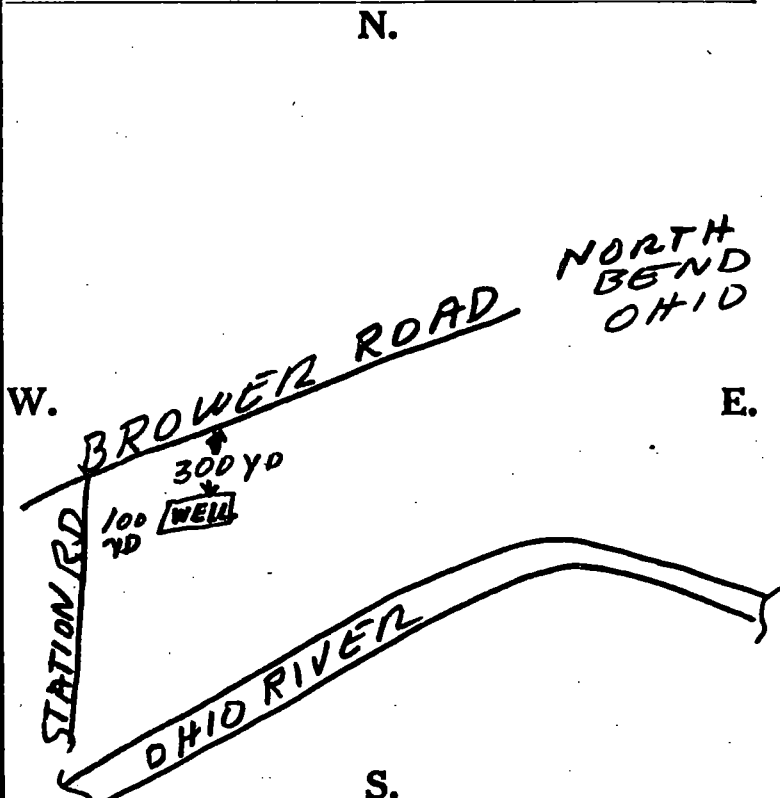 N.
NORTH
BEND
OHIO
BROWER ROAD
W.
E.
300 YD
100
YD
WELL
STATION RD
OHIO RIVER
S.